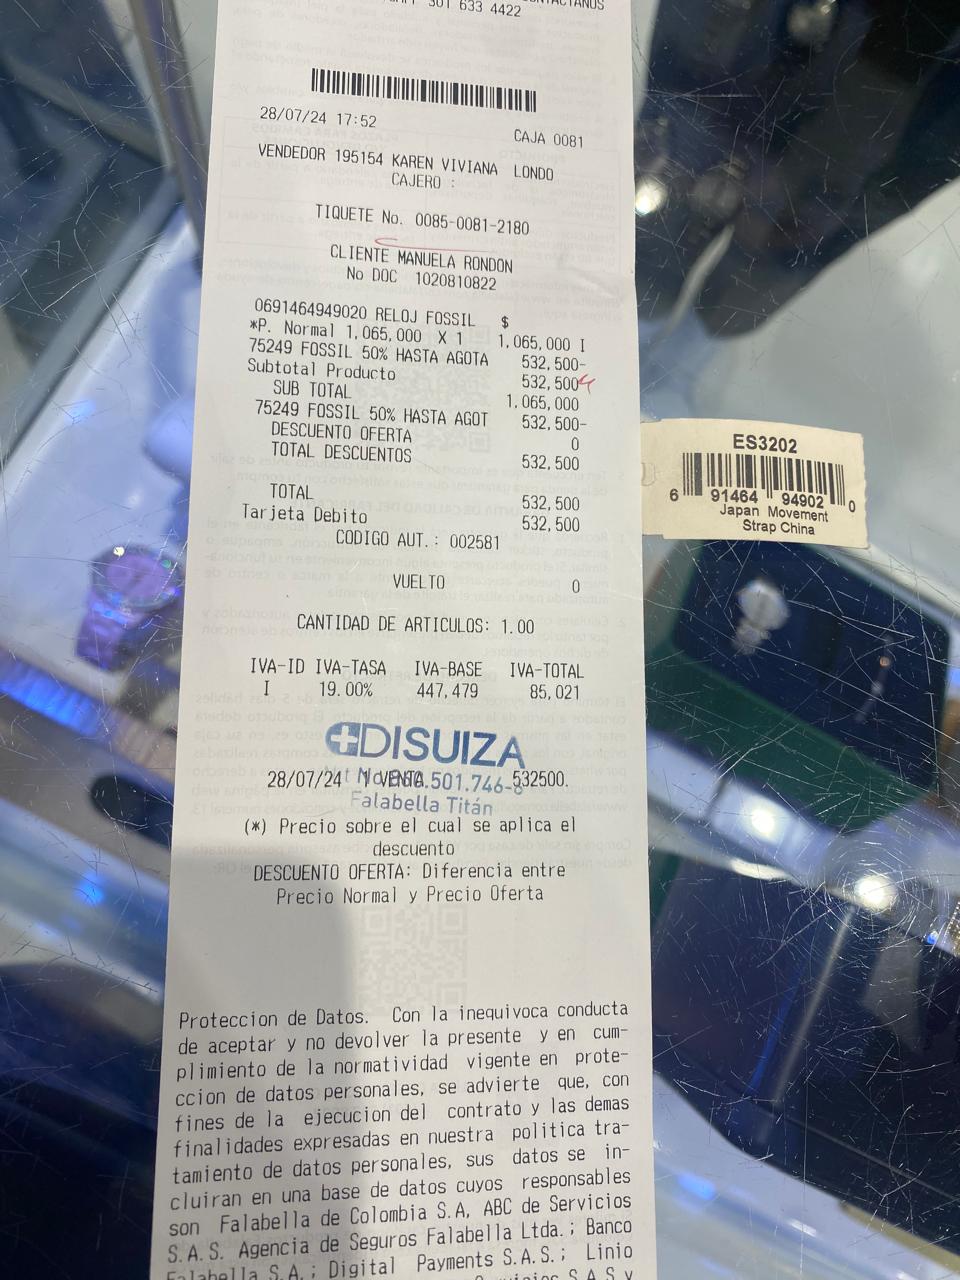 301 633 4422
28/07/24 17:52
CAJA 0081
VENDEDOR 195154 KAREN VIVIANA LONDO
CAJERO :
TIQUETE No. 0085-0081-2180
CLIENTE MANUELA RONDON
No DOC 1020810822
0691464949020 RELOJ FOSSIL $
*P. Normal 1,065,000 X 1 1,065,000 I
75249 FOSSIL 50% HASTA AGOTA 532,500-
Subtotal Producto 532,500
SUB TOTAL 1,065,000
75249 FOSSIL 50% HASTA AGOT 532,500-
DESCUENTO OFERTA 0
TOTAL DESCUENTOS 532,500
TOTAL 532,500
Tarjeta Debito 532,500
CODIGO AUT.: 002581
VUELTO 0
CANTIDAD DE ARTICULOS: 1.00
IVA-ID IVA-TASA IVA-BASE IVA-TOTAL
I 19.00% 447,479 85,021
DISUIZA
28/07/24 1 VENTA 532500.
501.746-8
Falabella Titán
(*) Precio sobre el cual se aplica el
descuento
DESCUENTO OFERTA: Diferencia entre
Precio Normal y Precio Oferta
Proteccion de Datos. Con la inequivoca conducta
de aceptar y no devolver la presente y en cum-
plimiento de la normatividad vigente en prote-
ccion de datos personales, se advierte que, con
fines de la ejecucion del contrato y las demas
finalidades expresadas en nuestra politica tra-
tamiento de datos personales, sus datos se in-
cluiran en una base de datos cuyos responsables
son Falabella de Colombia S.A, ABC de Servicios
S.A.S. Agencia de Seguros Falabella Ltda.; Banco
Falabella S.A.; Digital Payments S.A.S.; Linio
S.A.S y
ES3202
6 91464 94902 0
Japan Movement
Strap China